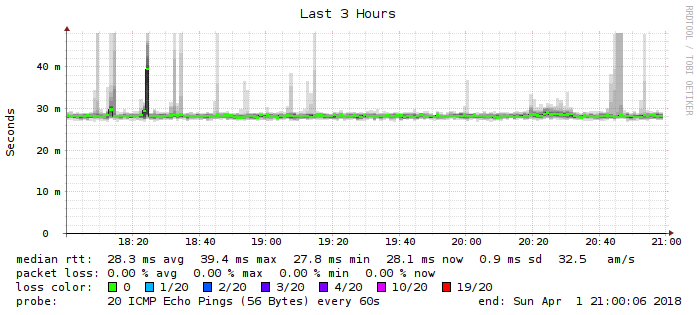 Last 3 Hours
RRDTOOL / TOBI OETIKER
Seconds
40 m
30 m
20 m
10 m
0
18:20 18:40 19:00 19:20 19:40 20:00 20:20 20:40 21:00
median rtt: 28.3 ms avg 39.4 ms max 27.8 ms min 28.1 ms now 0.9 ms sd 32.5 am/s
packet loss: 0.00 % avg 0.00 % max 0.00 % min 0.00 % now
loss color: 0 1/20 2/20 3/20 4/20 10/20 19/20
probe: 20 ICMP Echo Pings (56 Bytes) every 60s end: Sun Apr 1 21:00:06 2018